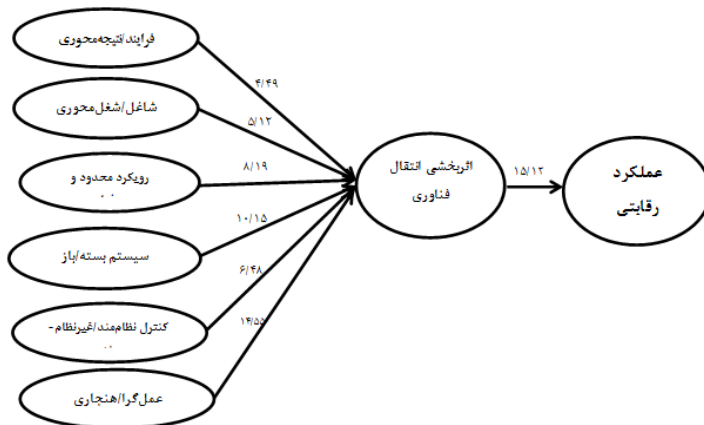 فرایند/نتیجه‌محوری
۴/۴۹
شاغل/شغل‌محوری
۵/۱۲
رویکرد محدود و
۸/۱۹
سیستم بسته/باز
۱۰/۱۵
کنترل نظام‌مند/غیرنظام-
۶/۴۸
عمل‌گرا/هنجاری
۱۴/۵۵
اثربخشی انتقال
فناوری
۱۵/۱۲
عملکرد
رقابتی